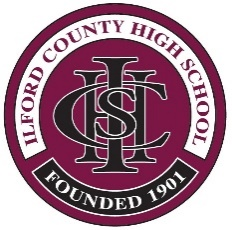 ILFORD COUNTY HIGH SCHOOL
ICHS
FOUNDED 1901